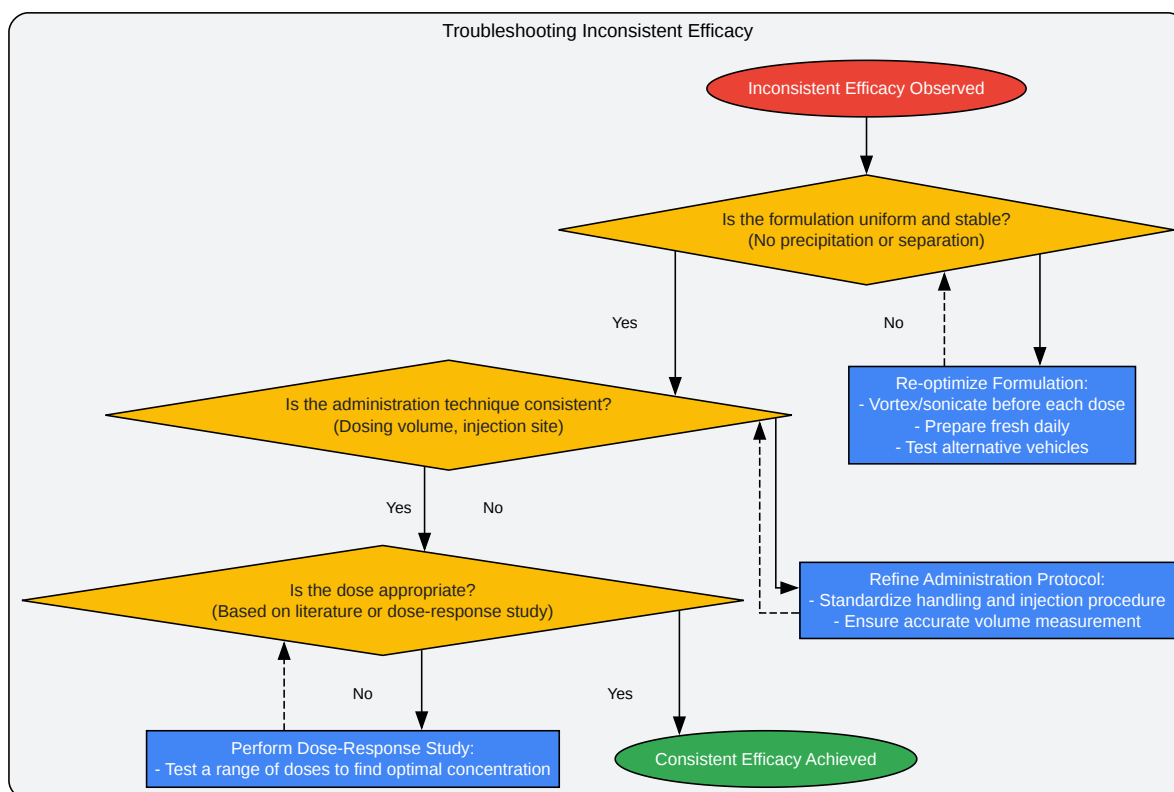 Troubleshooting Inconsistent Efficacy
Inconsistent Efficacy Observed
Is the formulation uniform and stable?
(No precipitation or separation)
Yes
No
Re-optimize Formulation:
- Vortex/sonicate before each dose
- Prepare fresh daily
- Test alternative vehicles
Is the administration technique consistent?
(Dosing volume, injection site)
Yes
No
Refine Administration Protocol:
- Standardize handling and injection procedure
- Ensure accurate volume measurement
Is the dose appropriate?
(Based on literature or dose-response study)
No
Yes
Perform Dose-Response Study:
- Test a range of doses to find optimal concentration
Consistent Efficacy Achieved